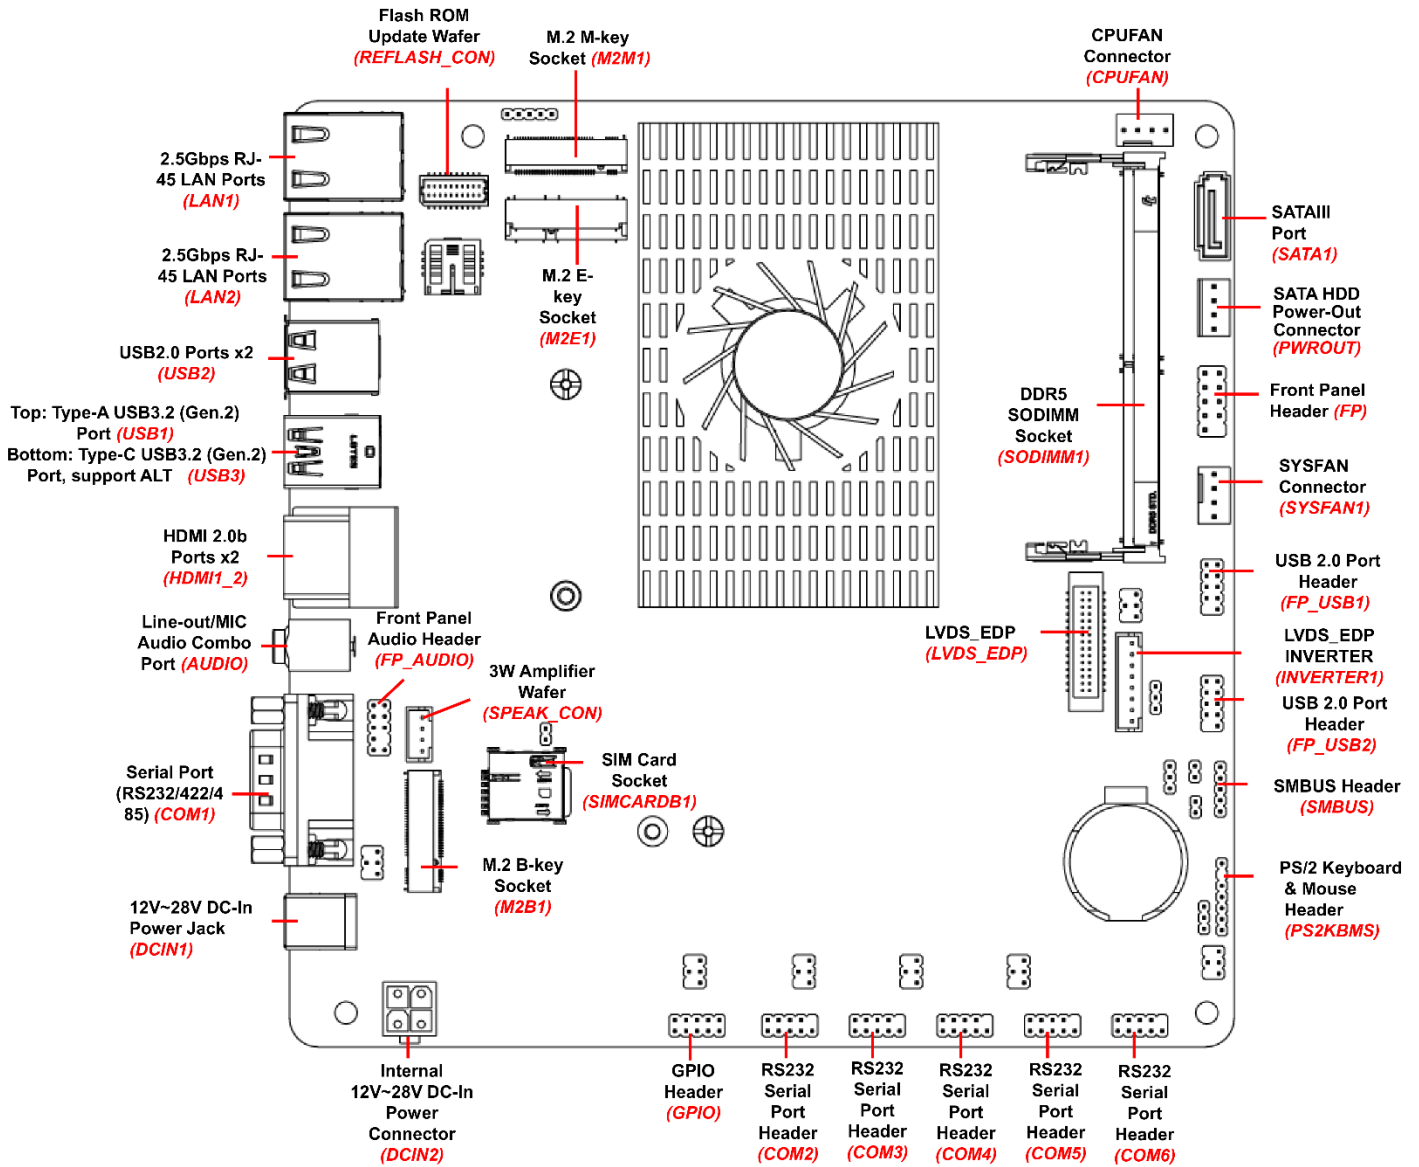 Flash ROM
Update Wafer
(REFLASH_CON)
M.2 M-key
Socket (M2M1)
CPUFAN
Connector
(CPUFAN)
2.5Gbps RJ-
45 LAN Ports
(LAN1)
2.5Gbps RJ-
45 LAN Ports
(LAN2)
USB2.0 Ports x2
(USB2)
Top: Type-A USB3.2 (Gen.2)
Port (USB1)
Bottom: Type-C USB3.2 (Gen.2)
Port, support ALT (USB3)
LOTES
HDMI 2.0b
Ports x2
(HDMI1_2)
Line-out/MIC
Audio Combo
Port (AUDIO)
Serial Port
(RS232/422/4
85) (COM1)
12V~28V DC-In
Power Jack
(DCIN1)
M.2 E-
key
Socket
(M2E1)
Front Panel
Audio Header
(FP_AUDIO)
3W Amplifier
Wafer
(SPEAK_CON)
SIM Card
Socket
(SIMCARDB1)
M.2 B-key
Socket
(M2B1)
DDR5
SODIMM
Socket
(SODIMM1)
DDR5 STD.
LVDS_EDP
(LVDS_EDP)
SATAIII
Port
(SATA1)
SATA HDD
Power-Out
Connector
(PWROUT)
Front Panel
Header (FP)
SYSFAN
Connector
(SYSFAN1)
USB 2.0 Port
Header
(FP_USB1)
LVDS_EDP
INVERTER
(INVERTER1)
USB 2.0 Port
Header
(FP_USB2)
SMBUS Header
(SMBUS)
PS/2 Keyboard
& Mouse
Header
(PS2KBMS)
Internal
12V~28V DC-In
Power
Connector
(DCIN2)
GPIO
Header
(GPIO)
RS232
Serial
Port
Header
(COM2)
RS232
Serial
Port
Header
(COM3)
RS232
Serial
Port
Header
(COM4)
RS232
Serial
Port
Header
(COM5)
RS232
Serial
Port
Header
(COM6)